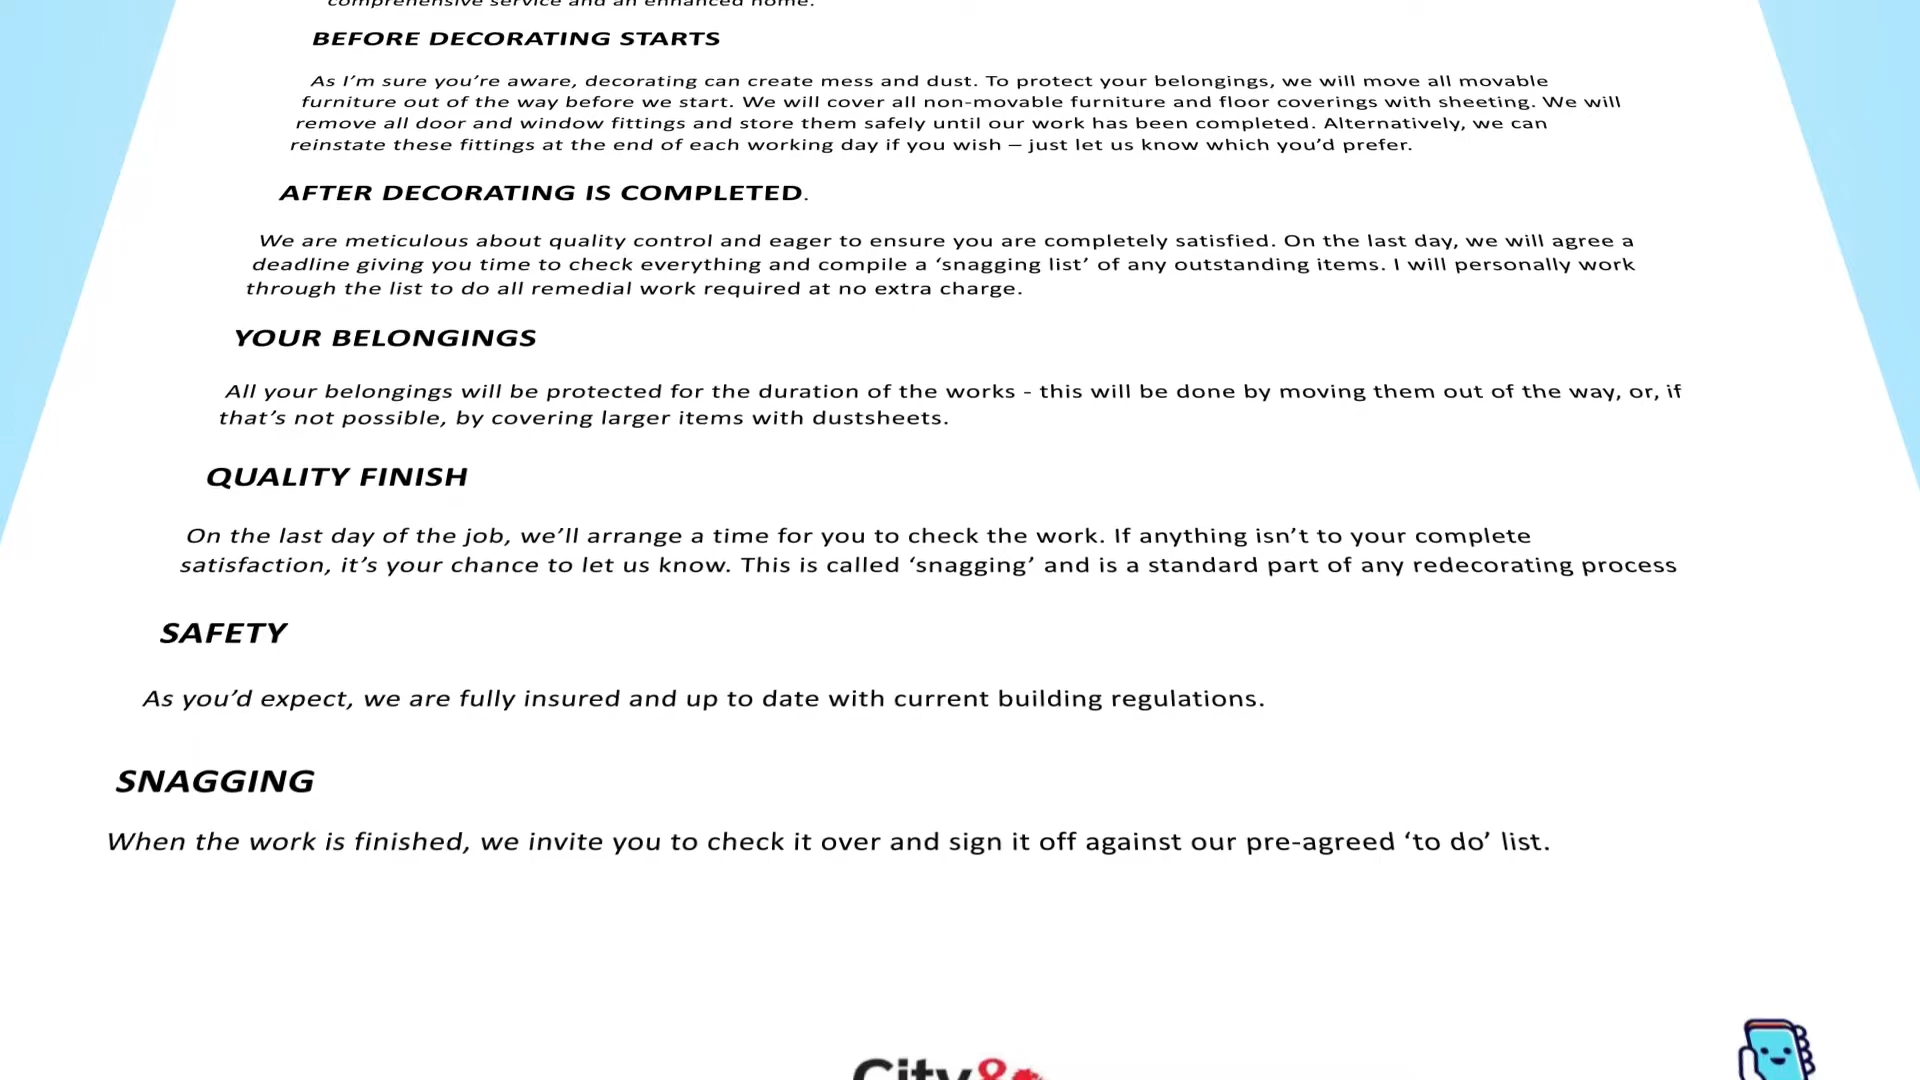 comprehensive service and an enhanced home.
BEFORE DECORATING STARTS
As I’m sure you’re aware, decorating can create mess and dust. To protect your belongings, we will move all movable
furniture out of the way before we start. We will cover all non-movable furniture and floor coverings with sheeting. We will
remove all door and window fittings and store them safely until our work has been completed. Alternatively, we can
reinstate these fittings at the end of each working day if you wish – just let us know which you’d prefer.
AFTER DECORATING IS COMPLETED.
We are meticulous about quality control and eager to ensure you are completely satisfied. On the last day, we will agree a
deadline giving you time to check everything and compile a ‘snagging list’ of any outstanding items. I will personally work
through the list to do all remedial work required at no extra charge.
YOUR BELONGINGS
All your belongings will be protected for the duration of the works - this will be done by moving them out of the way, or, if
that’s not possible, by covering larger items with dustsheets.
QUALITY FINISH
On the last day of the job, we’ll arrange a time for you to check the work. If anything isn’t to your complete
satisfaction, it’s your chance to let us know. This is called ‘snagging’ and is a standard part of any redecorating process
SAFETY
As you’d expect, we are fully insured and up to date with current building regulations.
SNAGGING
When the work is finished, we invite you to check it over and sign it off against our pre-agreed ‘to do’ list.
City&